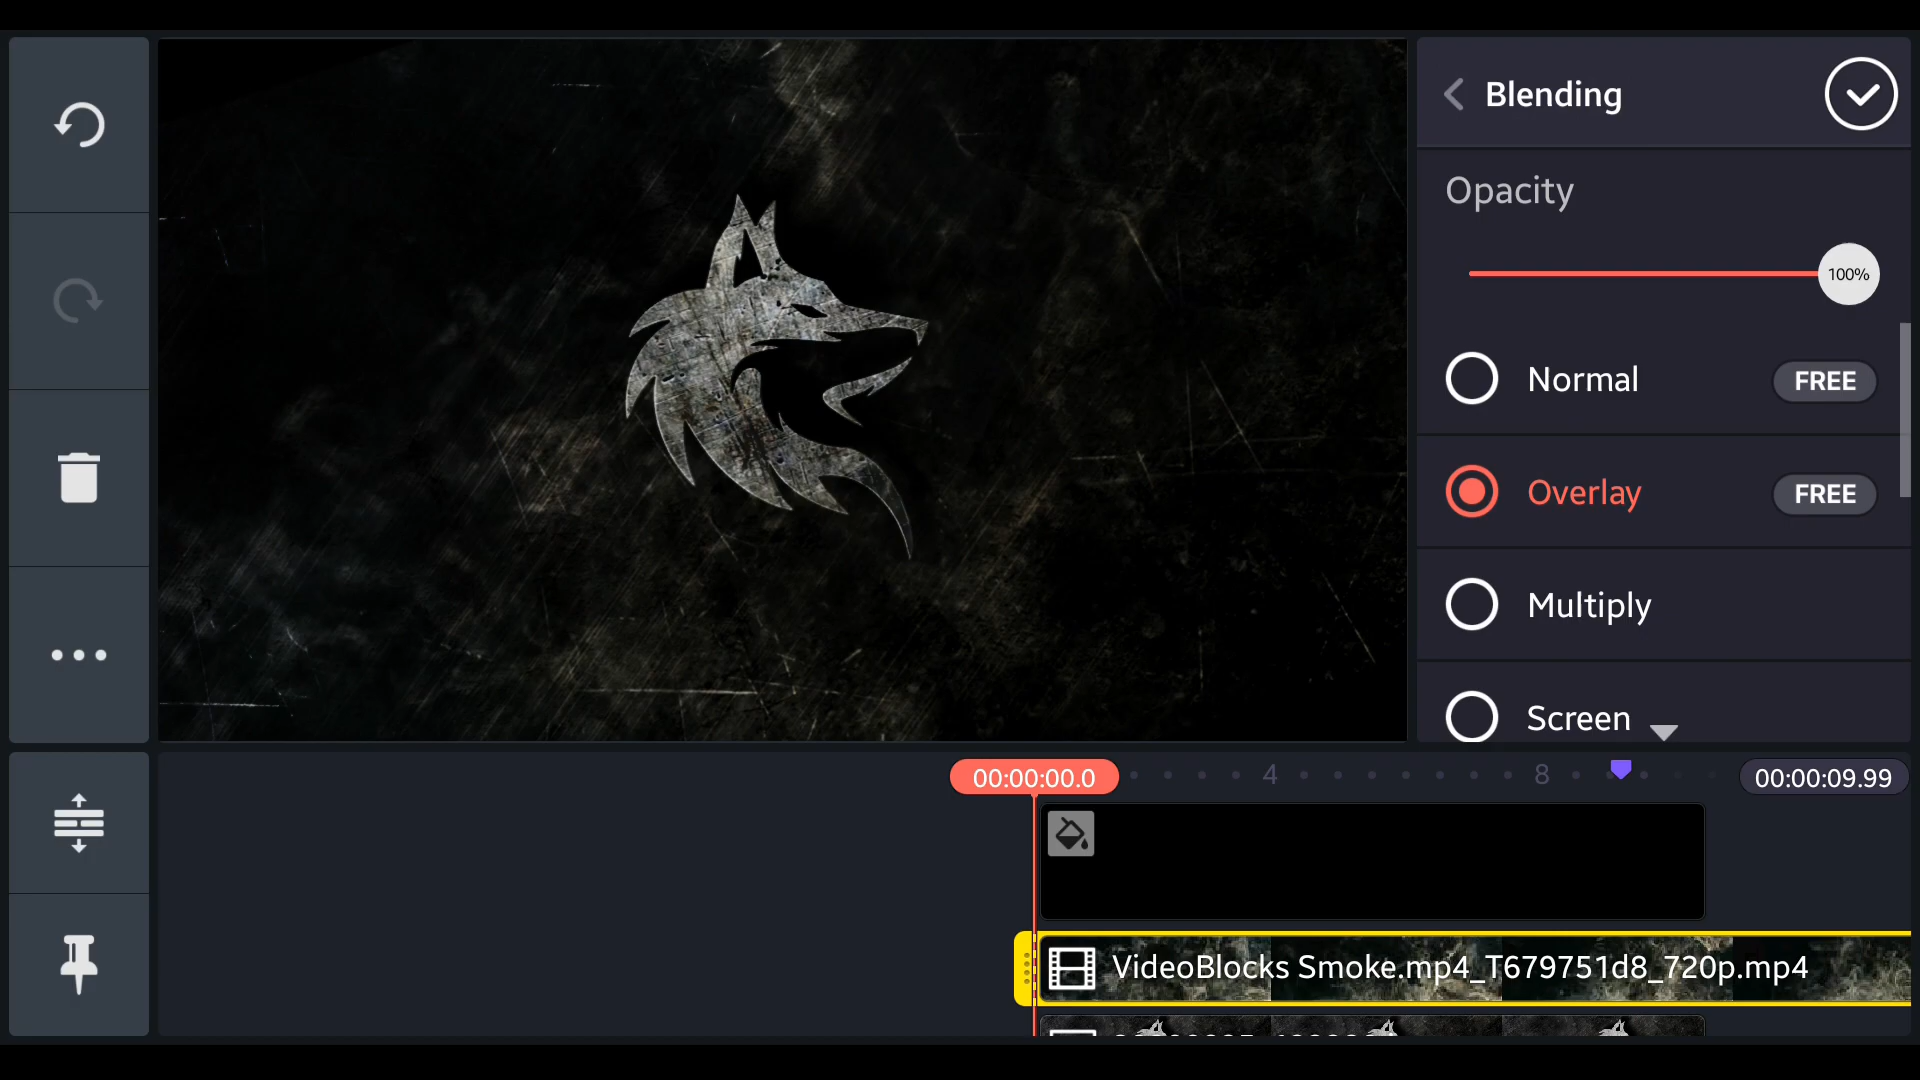 Blending
Opacity
100%
Normal FREE
Overlay FREE
Multiply
Screen
00:00:00.0 4 8 00:00:09.99
VideoBlocks Smoke.mp4_T679751d8_720p.mp4